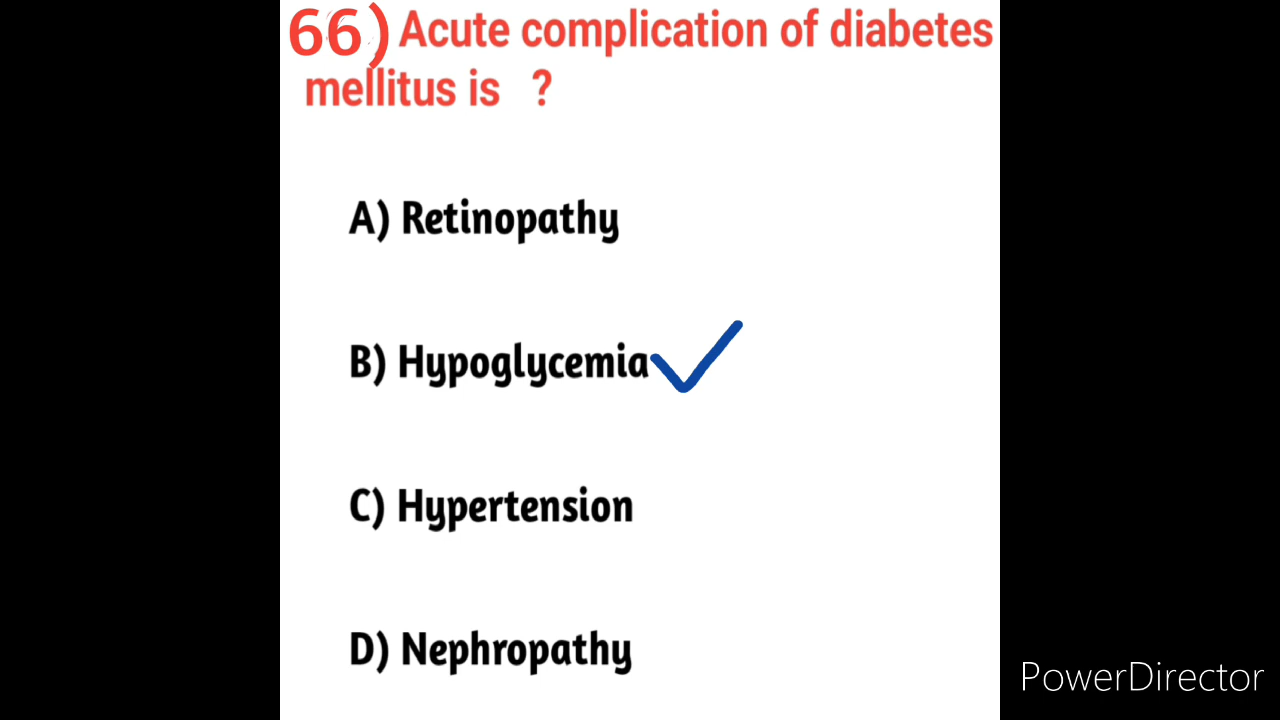 66) Acute complication of diabetes
mellitus is ?
A) Retinopathy
B) Hypoglycemia
C) Hypertension
D) Nephropathy
PowerDirector